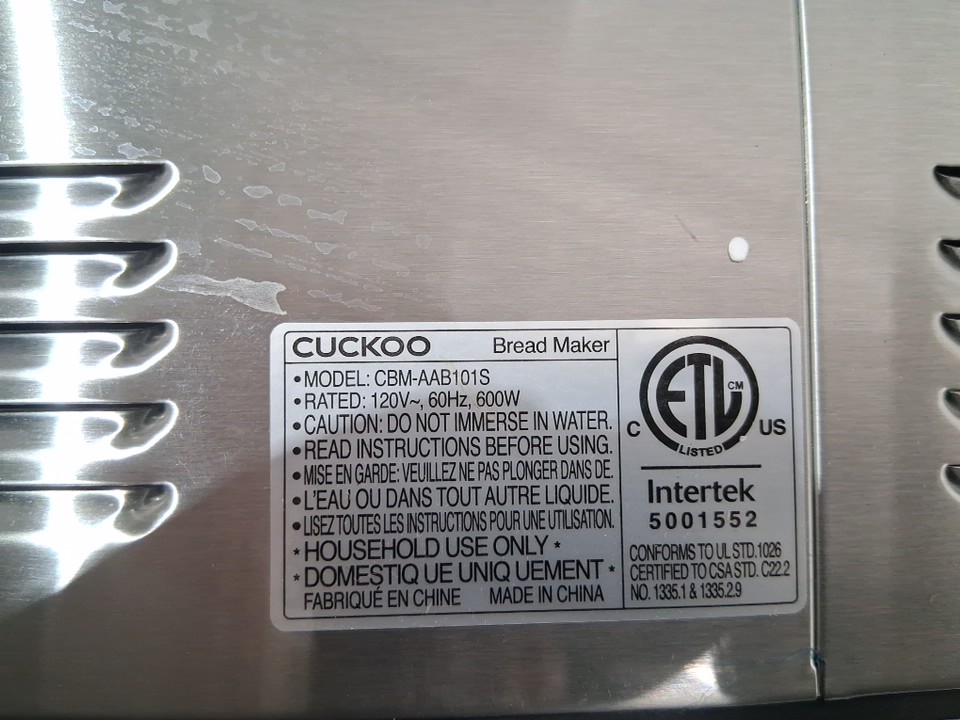 CUCKOO Bread Maker
• MODEL: CBM-AAB101S
• RATED: 120V~, 60Hz, 600W
• CAUTION: DO NOT IMMERSE IN WATER.
• READ INSTRUCTIONS BEFORE USING.
• MISE EN GARDE: VEUILLEZ NE PAS PLONGER DANS DE.
• L'EAU OU DANS TOUT AUTRE LIQUIDE.
• LISEZ TOUTES LES INSTRUCTIONS POUR UNE UTILISATION.
* HOUSEHOLD USE ONLY *
* DOMESTIQ UE UNIQ UEMENT *
FABRIQUÉ EN CHINE MADE IN CHINA
ETL CM
C US
LISTED
Intertek
5001552
CONFORMS TO UL STD.1026
CERTIFIED TO CSA STD. C22.2
NO. 1335.1 & 1335.2.9